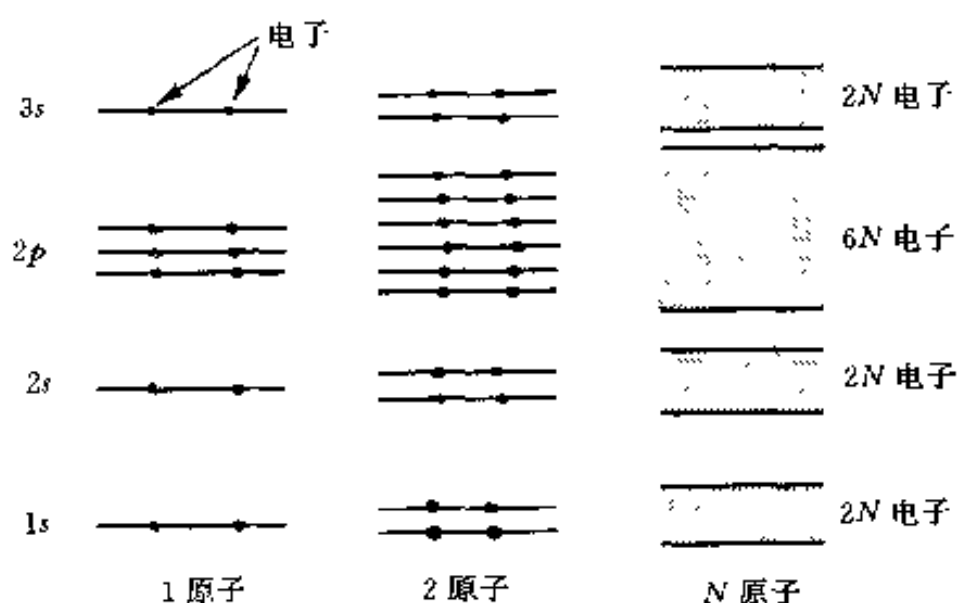 电子
3s
2N 电子
2p
6N 电子
2s
2N 电子
1s
2N 电子
1 原子
2 原子
N 原子